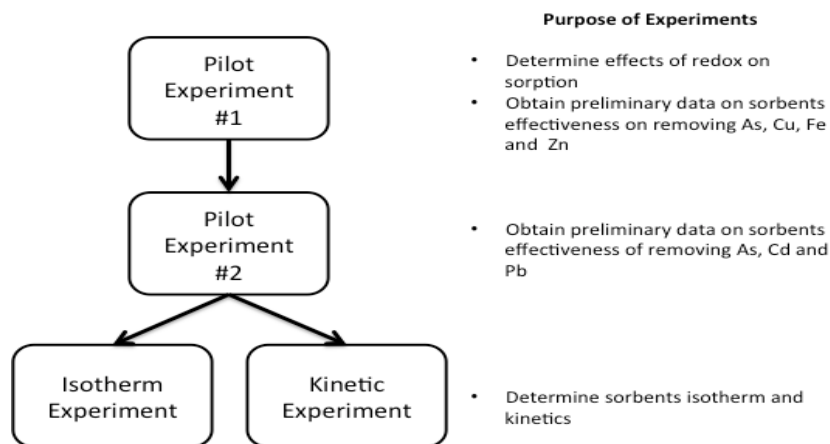 Purpose of Experiments
Pilot
Experiment
#1
• Determine effects of redox on
sorption
• Obtain preliminary data on sorbents
effectiveness on removing As, Cu, Fe
and Zn
Pilot
Experiment
#2
• Obtain preliminary data on sorbents
effectiveness of removing As, Cd and
Pb
Isotherm
Experiment
Kinetic
Experiment
• Determine sorbents isotherm and
kinetics